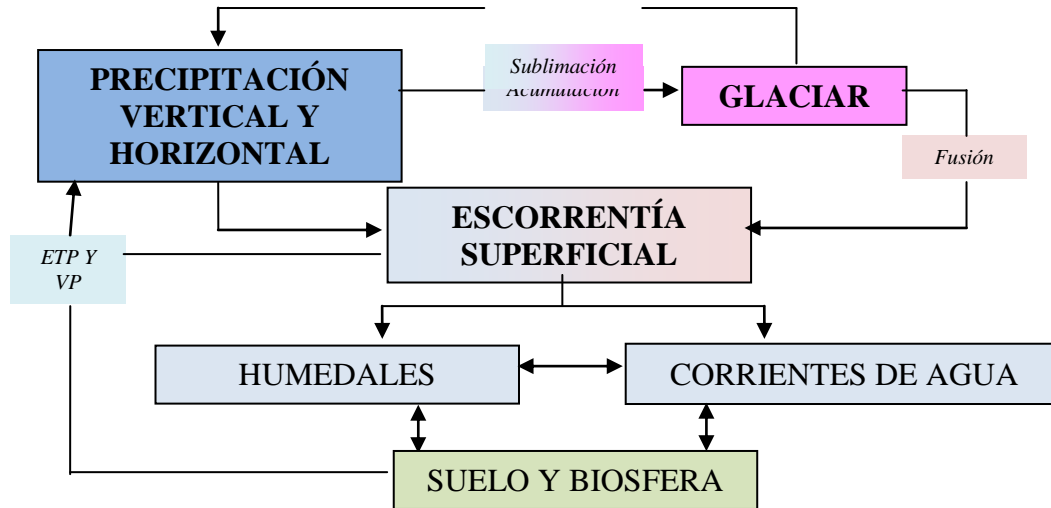 PRECIPITACIÓN
VERTICAL Y
HORIZONTAL
Sublimación
Acumulación
GLACIAR
Fusión
ESCORRENTÍA
SUPERFICIAL
ETP Y
VP
HUMEDALES
CORRIENTES DE AGUA
SUELO Y BIOSFERA